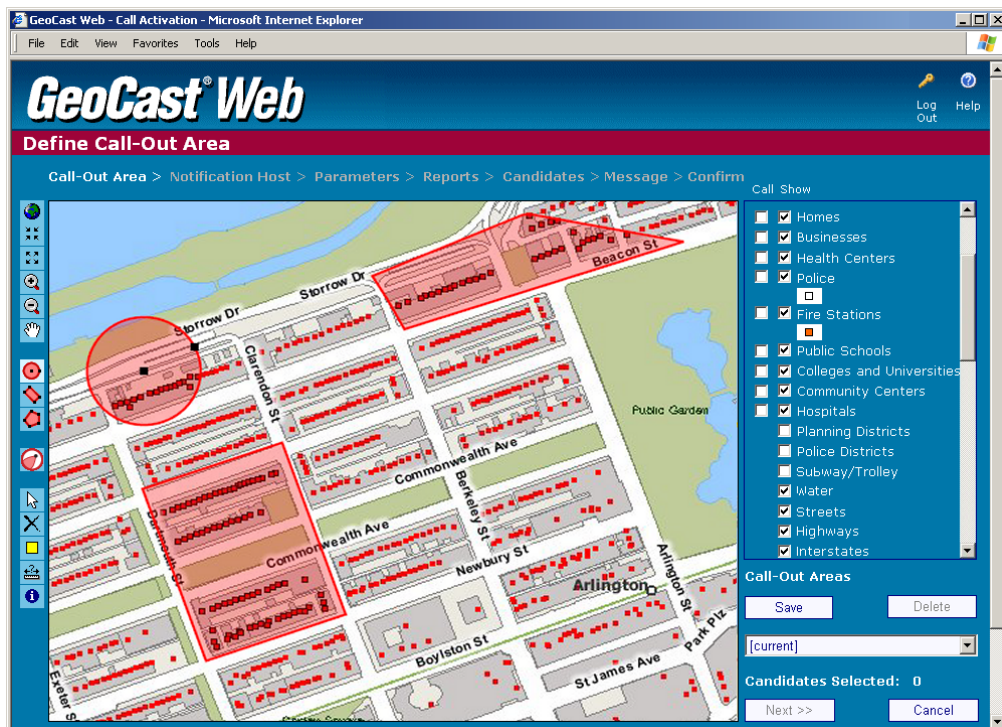 GeoCast Web - Call Activation - Microsoft Internet Explorer
File Edit View Favorites Tools Help
GeoCast® Web
Log Out
Help
Define Call-Out Area
Call-Out Area > Notification Host > Parameters > Reports > Candidates > Message > Confirm
Call Show
Homes
Businesses
Health Centers
Police
Fire Stations
Public Schools
Colleges and Universities
Community Centers
Hospitals
Planning Districts
Police Districts
Subway/Trolley
Water
Streets
Highways
Interstates
Beacon St
Storrow Dr
Storrow Dr
Clarendon St
Public Garden
Commonwealth Ave
Berkeley St
Dartmouth St
Commonwealth Ave
Newbury St
Arlington
Arlington St
Park Plz
Boylston St
St James Ave
Exeter St
Call-Out Areas
Save
Delete
[current]
Candidates Selected: 0
Next >>
Cancel